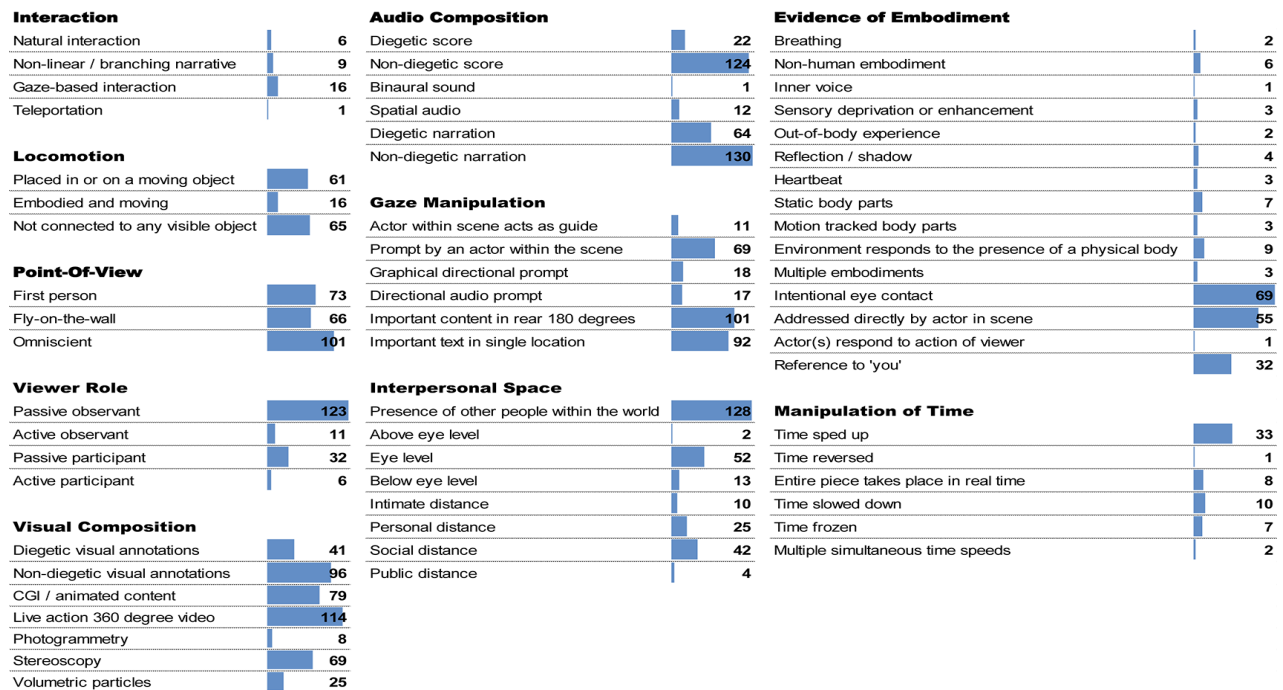 Interaction
Natural interaction 6
Non-linear / branching narrative 9
Gaze-based interaction 16
Teleportation 1
Locomotion
Placed in or on a moving object 61
Embodied and moving 16
Not connected to any visible object 65
Point-Of-View
First person 73
Fly-on-the-wall 66
Omniscient 101
Viewer Role
Passive observant 123
Active observant 11
Passive participant 32
Active participant 6
Visual Composition
Diegetic visual annotations 41
Non-diegetic visual annotations 96
CGI / animated content 79
Live action 360 degree video 114
Photogrammetry 8
Stereoscopy 69
Volumetric particles 25
Audio Composition
Diegetic score 22
Non-diegetic score 124
Binaural sound 1
Spatial audio 12
Diegetic narration 64
Non-diegetic narration 130
Gaze Manipulation
Actor within scene acts as guide 11
Prompt by an actor within the scene 69
Graphical directional prompt 18
Directional audio prompt 17
Important content in rear 180 degrees 101
Important text in single location 92
Interpersonal Space
Presence of other people within the world 128
Above eye level 2
Eye level 52
Below eye level 13
Intimate distance 10
Personal distance 25
Social distance 42
Public distance 4
Evidence of Embodiment
Breathing 2
Non-human embodiment 6
Inner voice 1
Sensory deprivation or enhancement 3
Out-of-body experience 2
Reflection / shadow 4
Heartbeat 3
Static body parts 7
Motion tracked body parts 3
Environment responds to the presence of a physical body 9
Multiple embodiments 3
Intentional eye contact 69
Addressed directly by actor in scene 55
Actor(s) respond to action of viewer 1
Reference to 'you' 32
Manipulation of Time
Time sped up 33
Time reversed 1
Entire piece takes place in real time 8
Time slowed down 10
Time frozen 7
Multiple simultaneous time speeds 2